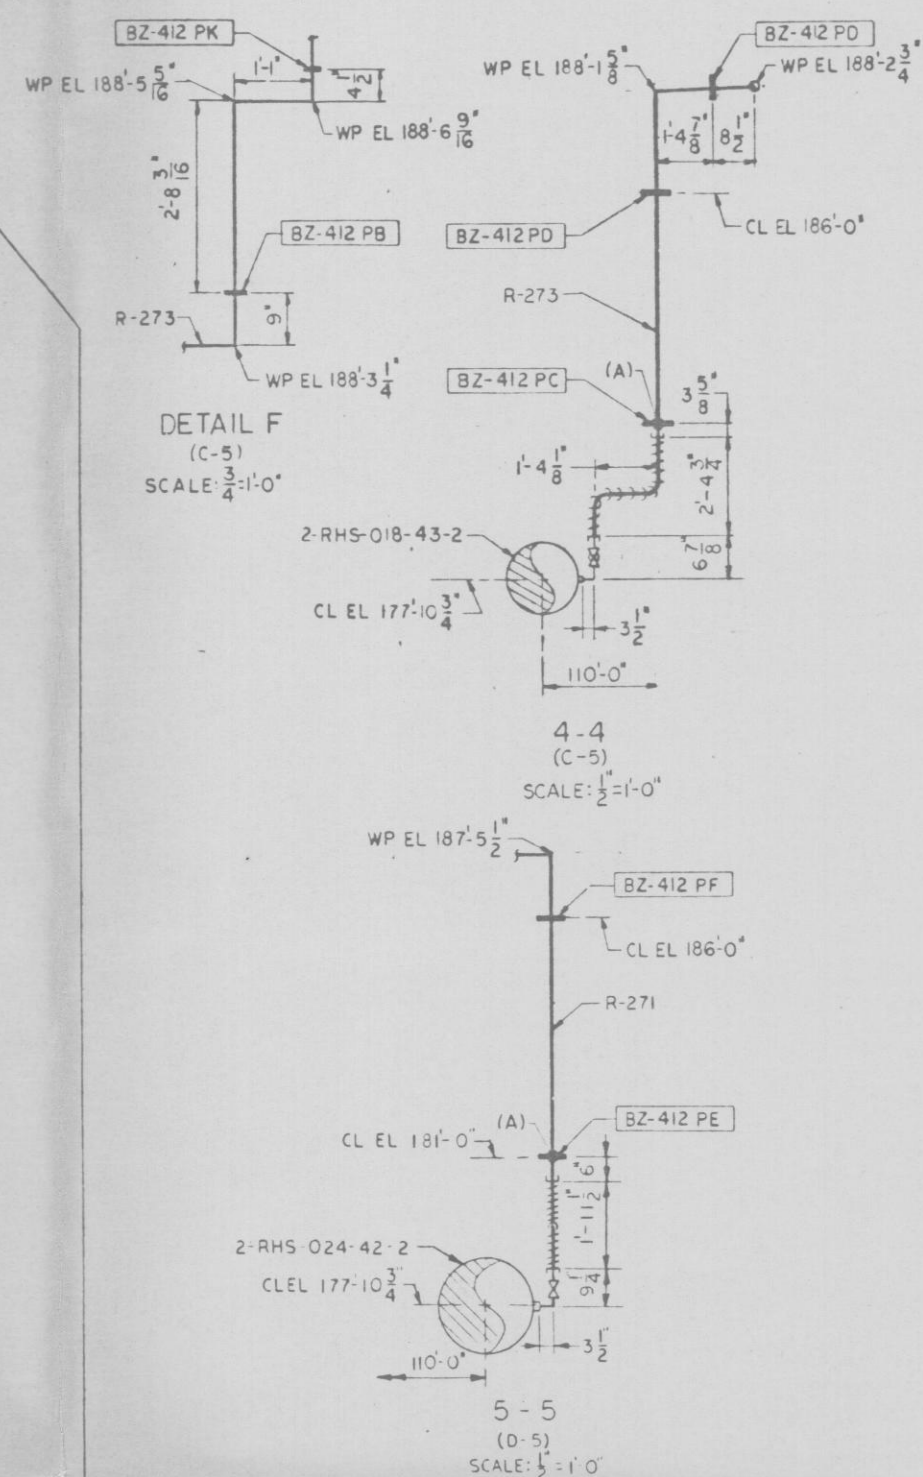 BZ-412 PK
1'-1"
4 1/2"
WP EL 188'-5 5/16"
WP EL 188'-6 9/16"
2'-8 3/16"
BZ-412 PB
9"
R-273
WP EL 188'-3 1/4"
DETAIL F
(C-5)
SCALE: 3/4"=1'-0"
BZ-412 PD
WP EL 188'-1 5/8"
WP EL 188'-2 3/4"
1'-4 7/8"
8 1/2"
BZ-412 PD
CL EL 186'-0"
R-273
(A)
BZ-412 PC
3 5/8"
1'-4 1/8"
2'-4 3/4"
2-RHS-018-43-2
6 7/8"
CL EL 177'-10 3/4"
3 1/2"
110'-0"
4-4
(C-5)
SCALE: 1/2"=1'-0"
WP EL 187'-5 1/2"
BZ-412 PF
CL EL 186'-0"
R-271
(A)
BZ-412 PE
CL EL 181'-0"
6"
1'-11 1/2"
2-RHS-024-42-2
CL EL 177'-10 3/4"
9 1/4"
3 1/2"
110'-0"
5-5
(D-5)
SCALE: 1/2"=1'-0"